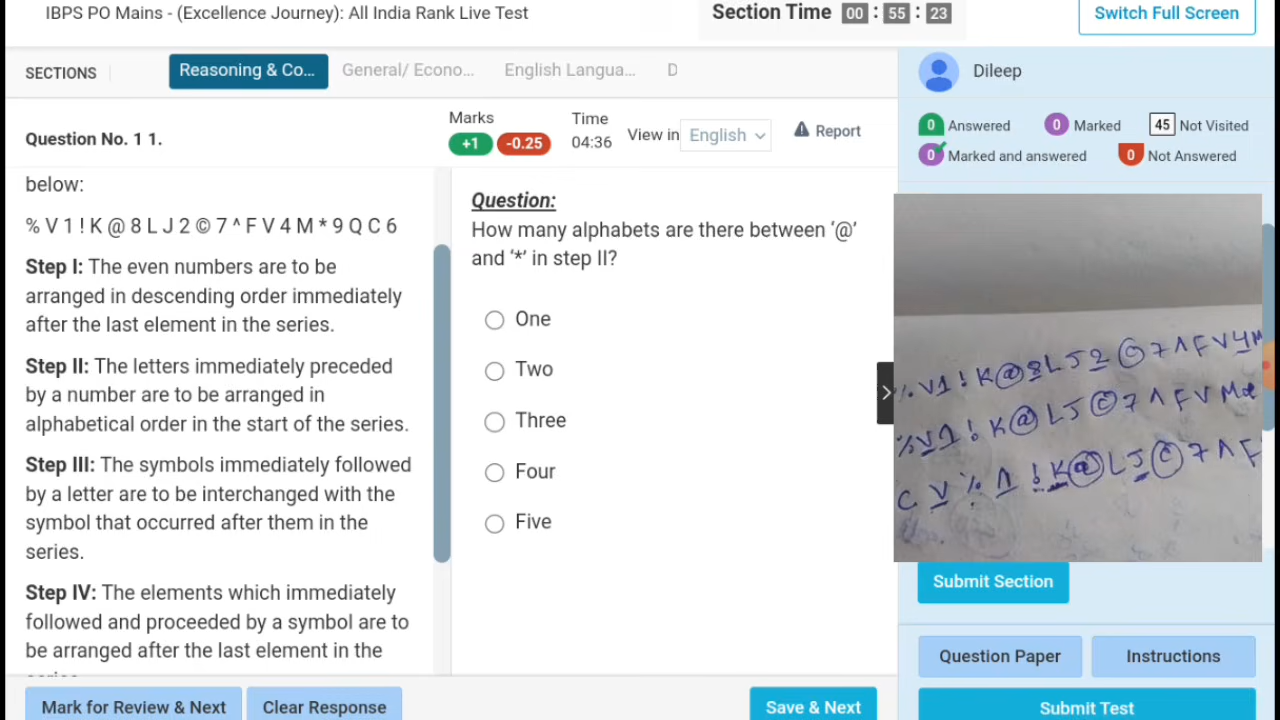 IBPS PO Mains - (Excellence Journey): All India Rank Live Test
Section Time 00 : 55 : 23
Switch Full Screen
SECTIONS
Reasoning & Co...
General/ Econo...
English Langua...
D
Dileep
Question No. 1 1.
Marks
+1 -0.25
Time
04:36
View in English
Report
0 Answered
0 Marked
45 Not Visited
0 Marked and answered
0 Not Answered
below:
% V 1 ! K @ 8 L J 2 © 7 ^ F V 4 M * 9 Q C 6
Step I: The even numbers are to be
arranged in descending order immediately
after the last element in the series.
Step II: The letters immediately preceded
by a number are to be arranged in
alphabetical order in the start of the series.
Step III: The symbols immediately followed
by a letter are to be interchanged with the
symbol that occurred after them in the
series.
Step IV: The elements which immediately
followed and proceeded by a symbol are to
be arranged after the last element in the
Question:
How many alphabets are there between ‘@’
and ‘*’ in step II?
One
Two
Three
Four
Five
% V 1 ! K @ 8 L J 2 © 7 ^ F V 4 M
% V 1 ! K @ L J © 7 ^ F V M
C V % 1 ! K @ L J © 7 ^ F
Submit Section
Question Paper
Instructions
Mark for Review & Next
Clear Response
Save & Next
Submit Test